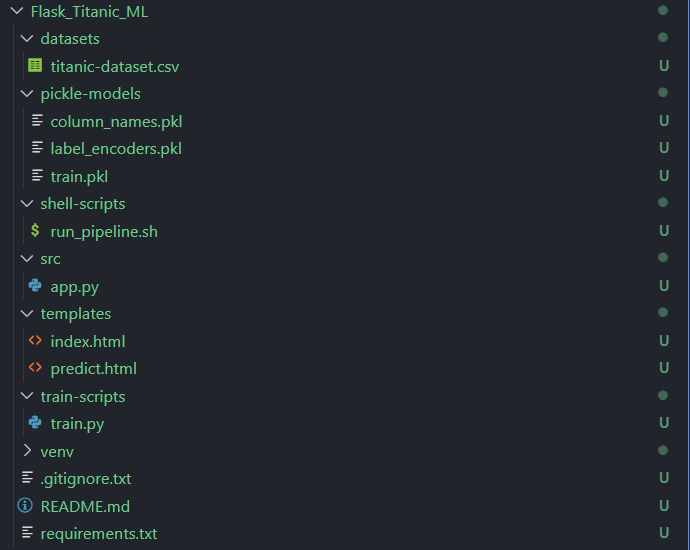 Flask_Titanic_ML
datasets
titanic-dataset.csv U
pickle-models
column_names.pkl U
label_encoders.pkl U
train.pkl U
shell-scripts
$ run_pipeline.sh U
src
app.py U
templates
<> index.html U
<> predict.html U
train-scripts
train.py U
venv
.gitignore.txt U
README.md U
requirements.txt U